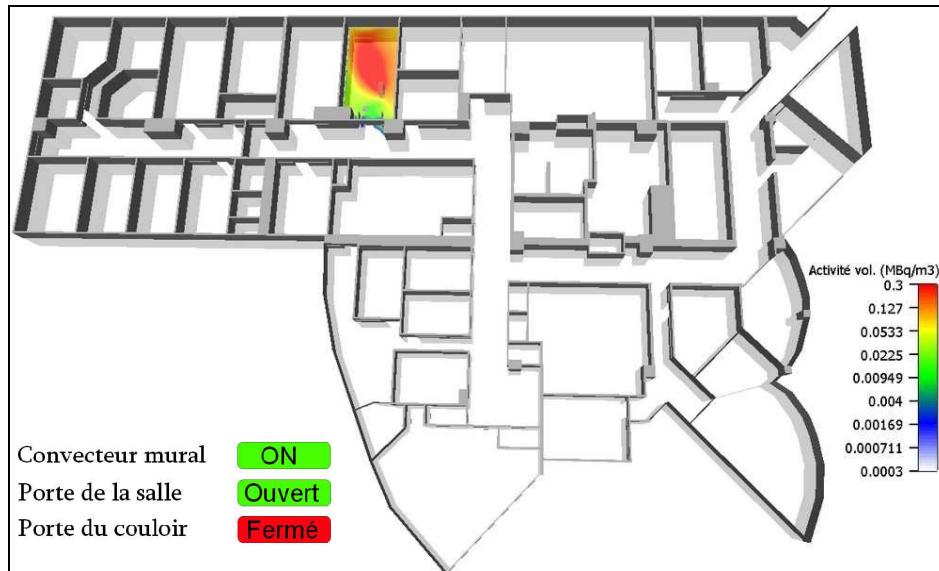 Activité vol. (MBq/m3)
0.3
0.127
0.0533
0.0225
0.00949
0.004
0.00169
0.000711
0.0003
Convecteur mural ON
Porte de la salle Ouvert
Porte du couloir Fermé